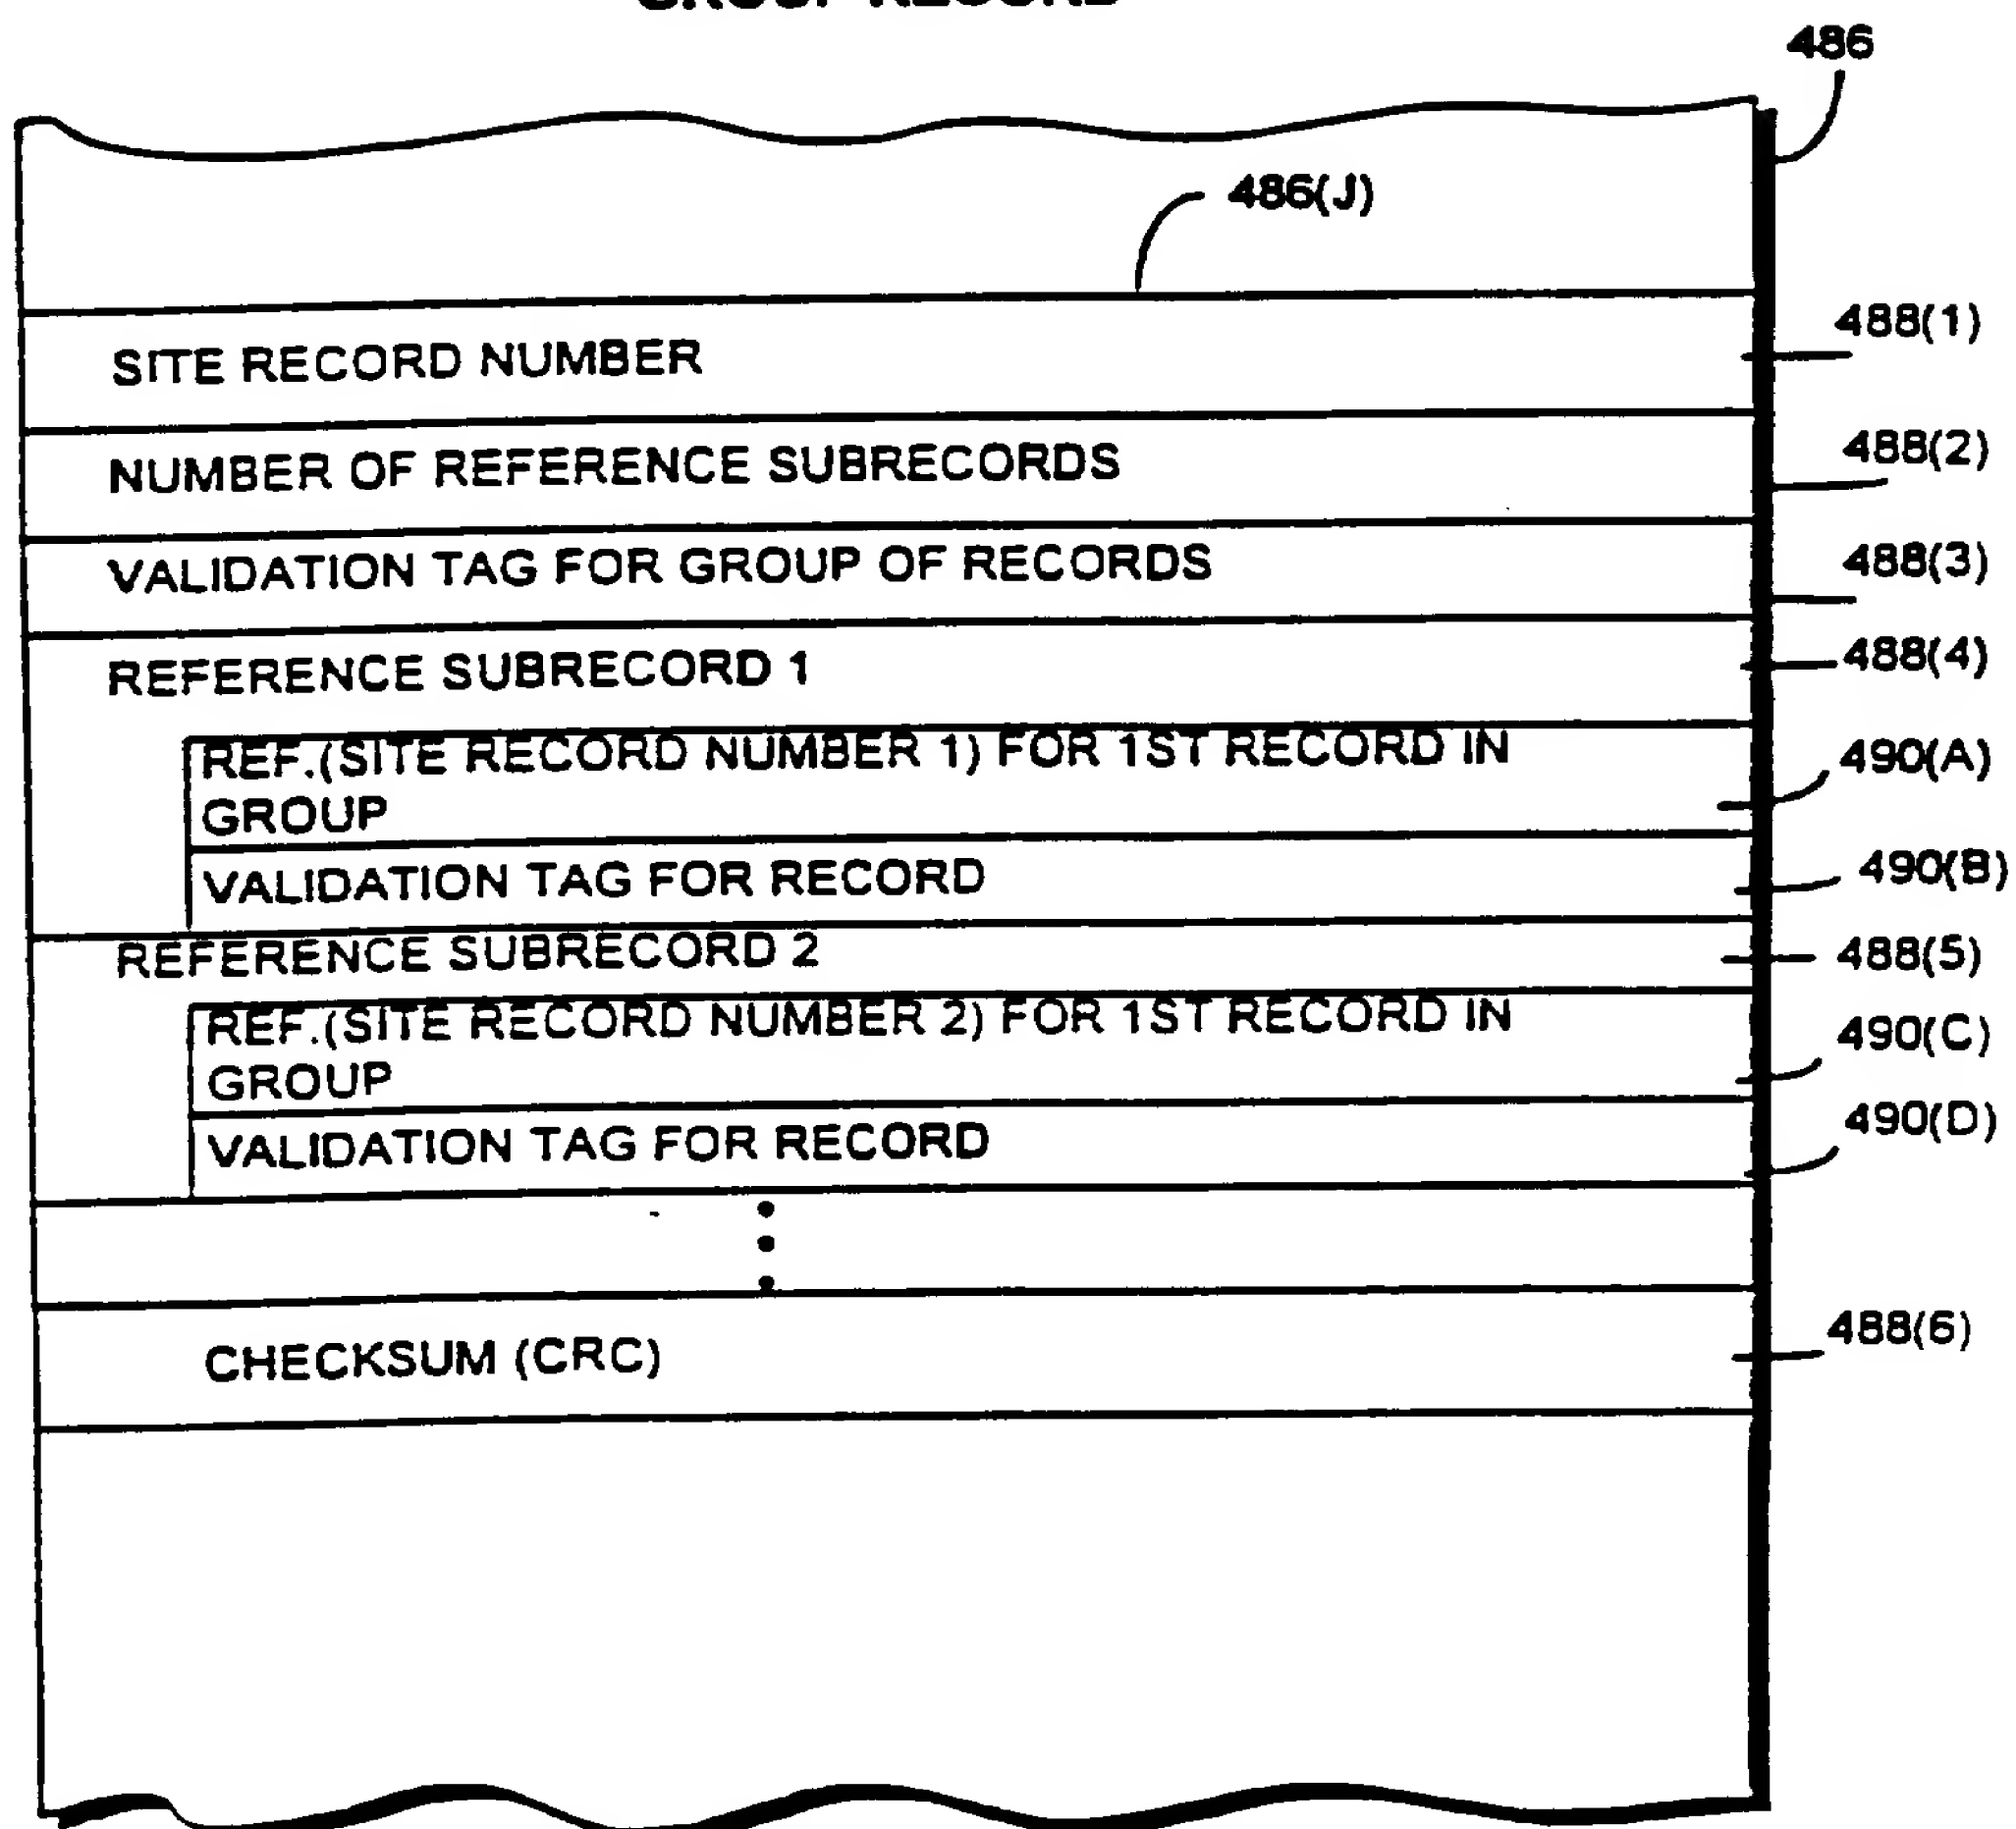 GROUP RECORD
486
486(J)
SITE RECORD NUMBER
488(1)
NUMBER OF REFERENCE SUBRECORDS
488(2)
VALIDATION TAG FOR GROUP OF RECORDS
488(3)
REFERENCE SUBRECORD 1
488(4)
REF.(SITE RECORD NUMBER 1) FOR 1ST RECORD IN
GROUP
490(A)
VALIDATION TAG FOR RECORD
490(B)
REFERENCE SUBRECORD 2
488(5)
REF.(SITE RECORD NUMBER 2) FOR 1ST RECORD IN
GROUP
490(C)
VALIDATION TAG FOR RECORD
490(D)
CHECKSUM (CRC)
488(6)